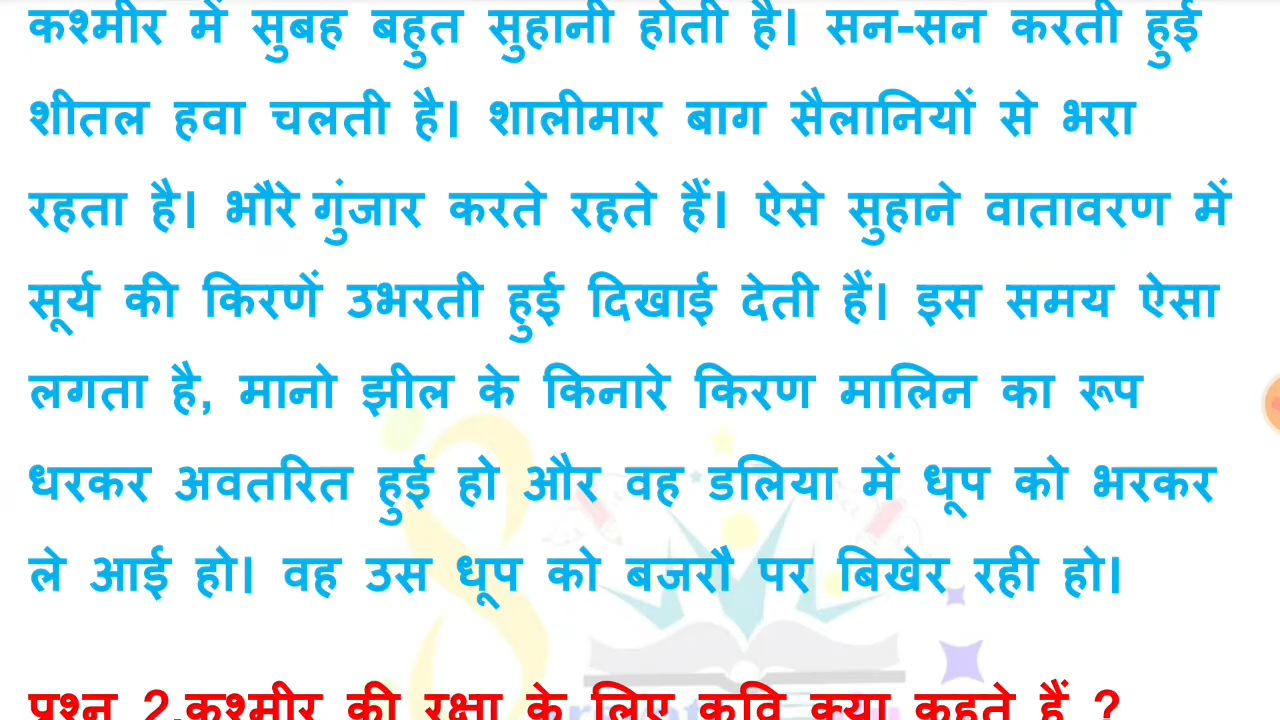 कश्मीर में सुबह बहुत सुहानी होती है। सन-सन करती हुई
शीतल हवा चलती है। शालीमार बाग सैलानियों से भरा
रहता है। भौरे गुंजार करते रहते हैं। ऐसे सुहाने वातावरण में
सूर्य की किरणें उभरती हुई दिखाई देती हैं। इस समय ऐसा
लगता है, मानो झील के किनारे किरण मालिन का रूप
धरकर अवतरित हुई हो और वह डलिया में धूप को भरकर
ले आई हो। वह उस धूप को बजरौ पर बिखेर रही हो।
प्रश्न 2.कश्मीर की रक्षा के लिए कवि क्या कहते हैं ?